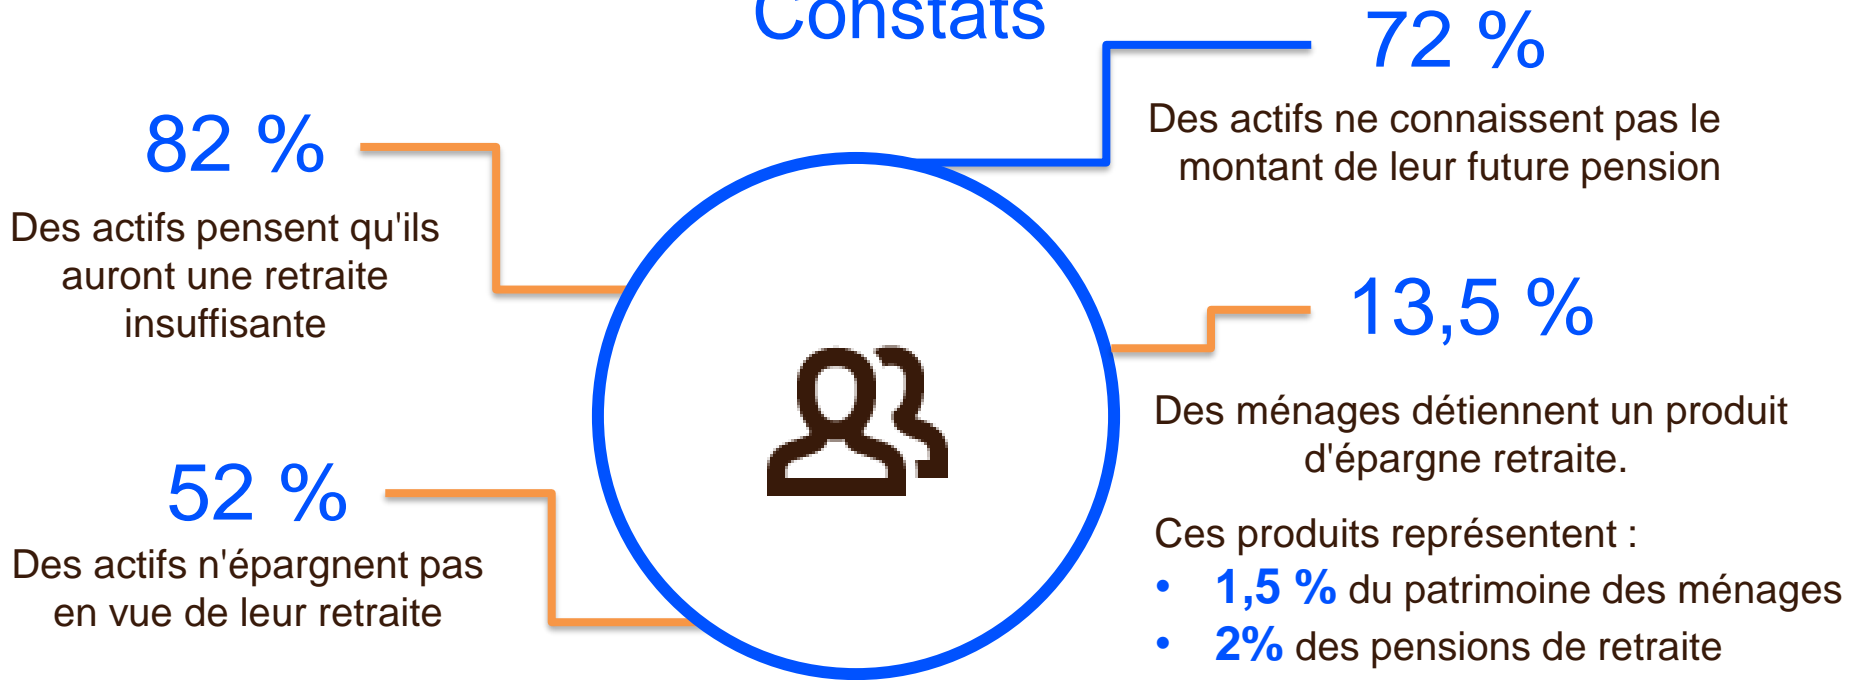 Constats
82 %
Des actifs pensent qu'ils
auront une retraite
insuffisante
52 %
Des actifs n'épargnent pas
en vue de leur retraite
72 %
Des actifs ne connaissent pas le
montant de leur future pension
13,5 %
Des ménages détiennent un produit
d'épargne retraite.
Ces produits représentent :
• 1,5 % du patrimoine des ménages
• 2% des pensions de retraite